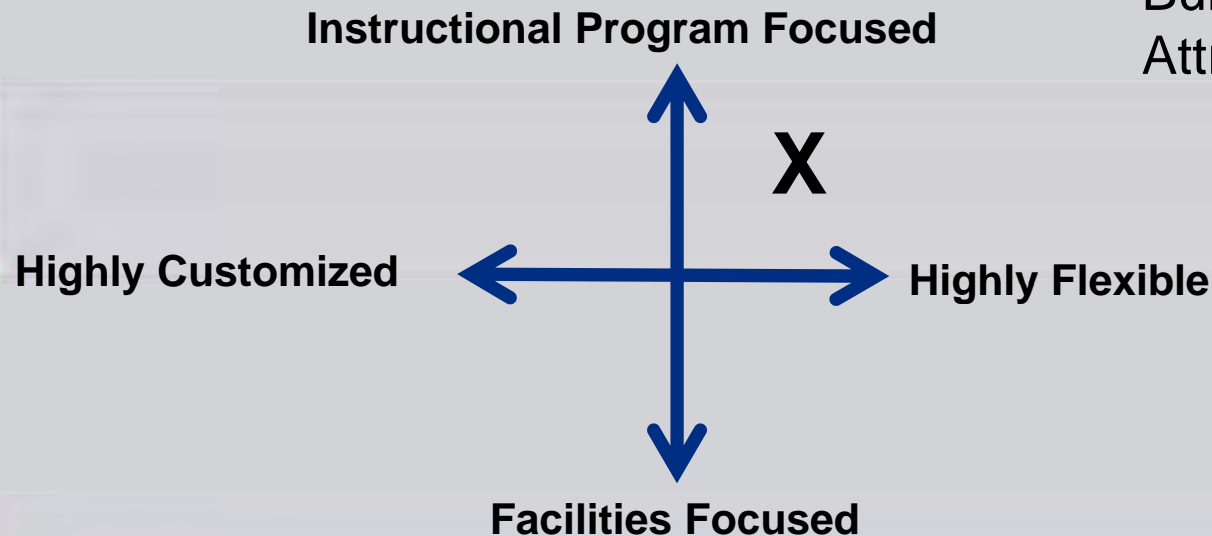 Instructional Program Focused
X
Highly Customized
Highly Flexible
Facilities Focused